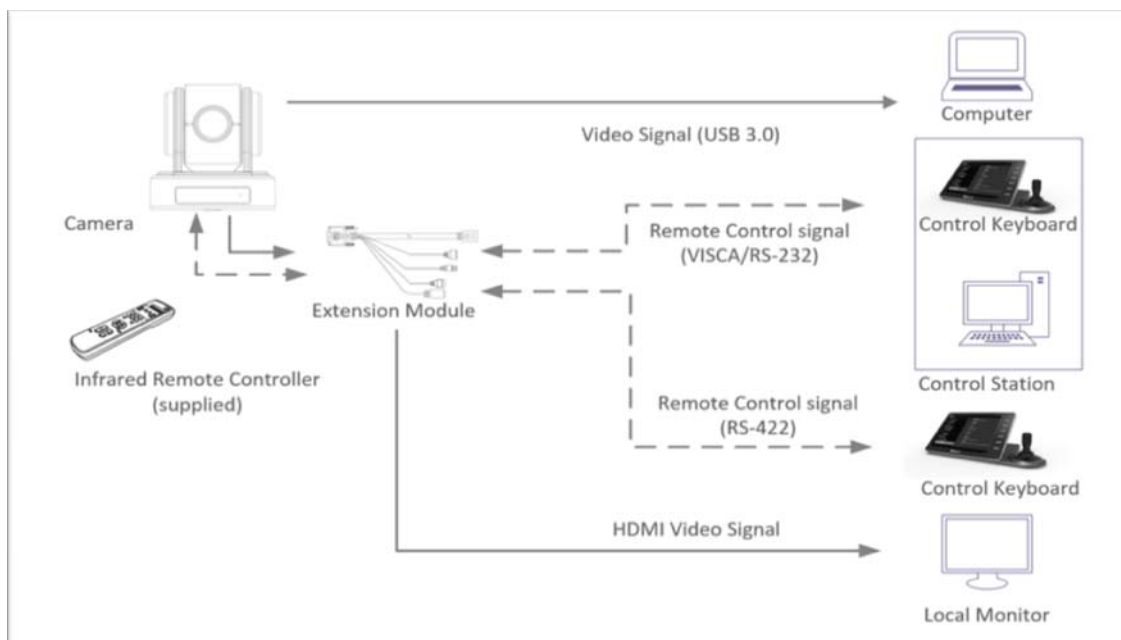 Computer
Video Signal (USB 3.0)
Camera
Control Keyboard
Remote Control signal
(VISCA/RS-232)
Extension Module
Infrared Remote Controller
(supplied)
Control Station
Remote Control signal
(RS-422)
Control Keyboard
HDMI Video Signal
Local Monitor